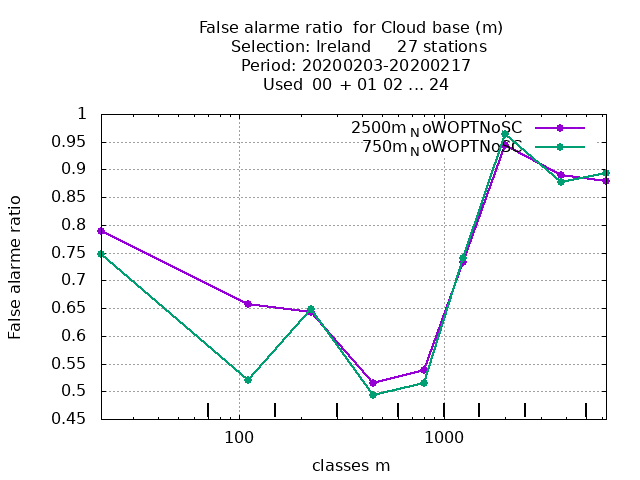 False alarme ratio for Cloud base (m)
Selection: Ireland 27 stations
Period: 20200203-20200217
Used 00 + 01 02 ... 24
2500m_NoWOPTNoSC
750m_NoWOPTNoSC
False alarme ratio
1
0.95
0.9
0.85
0.8
0.75
0.7
0.65
0.6
0.55
0.5
0.45
100 1000
classes m